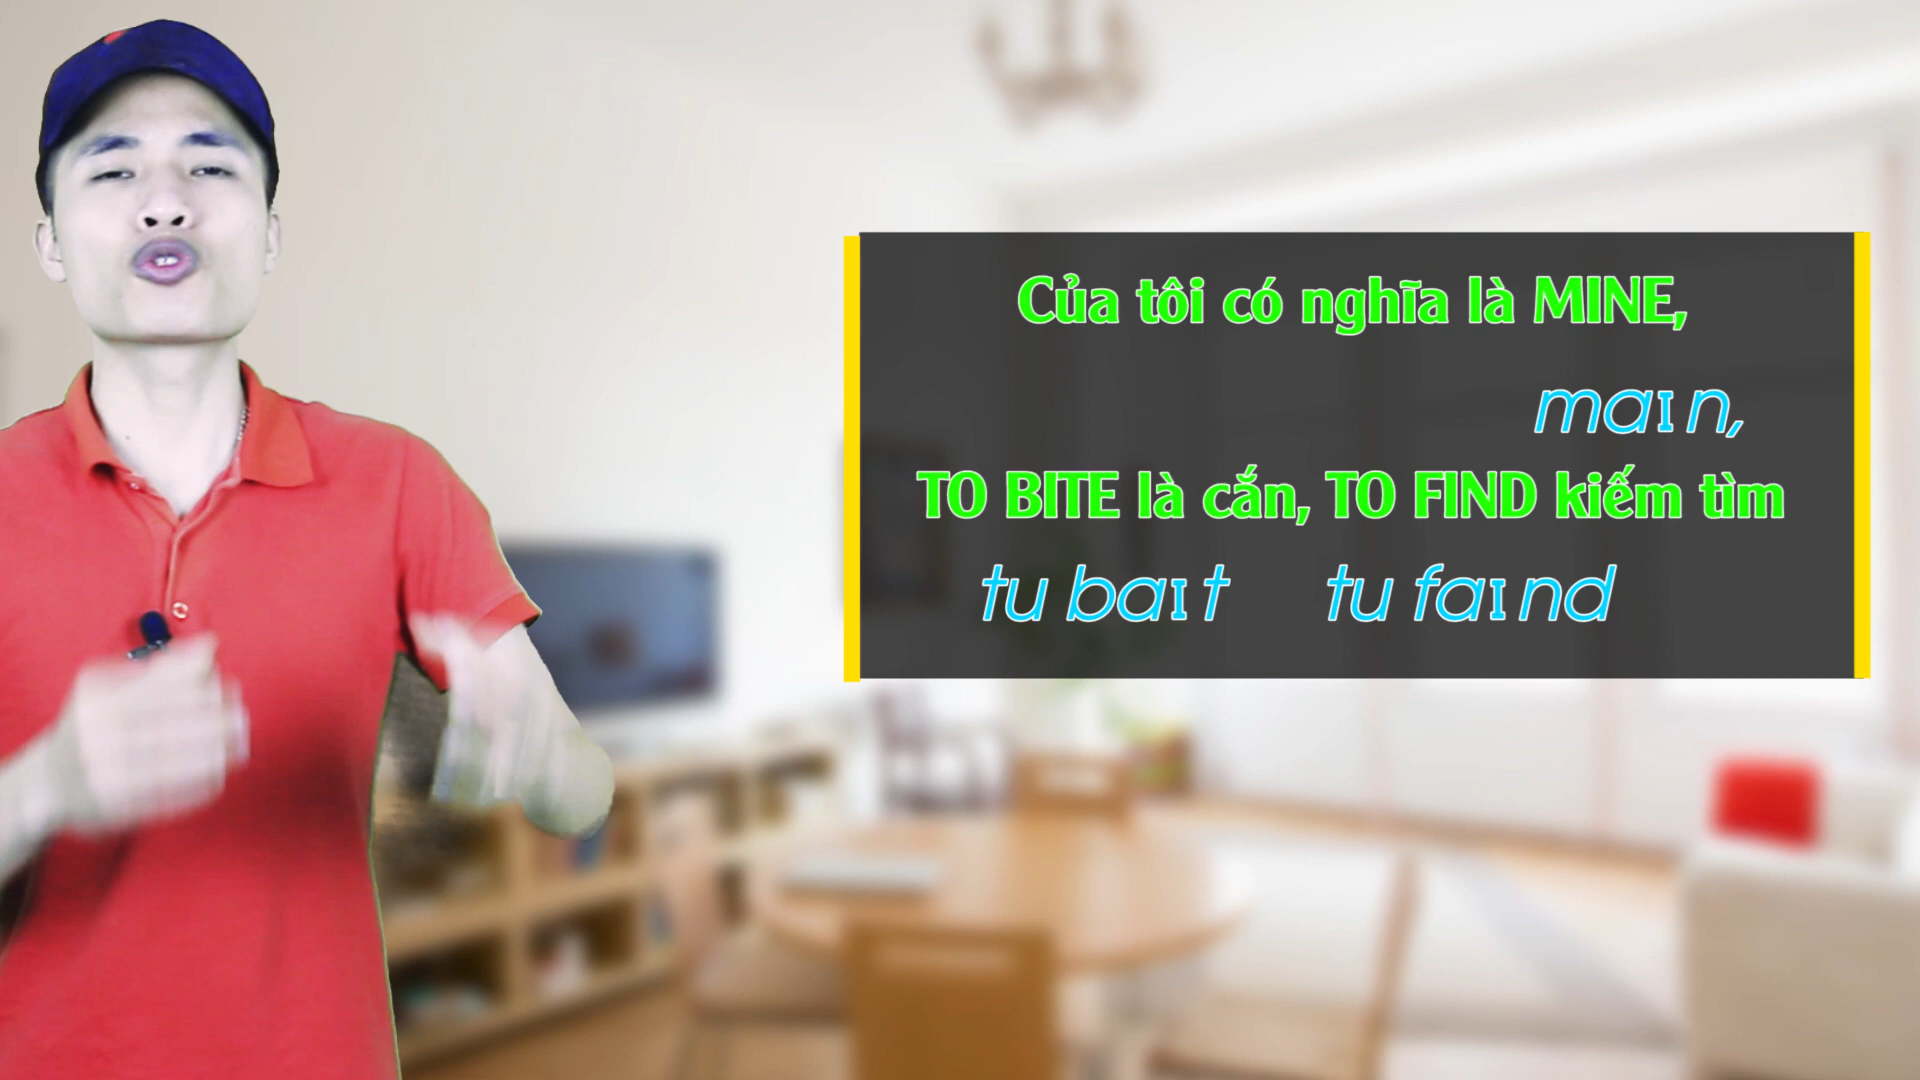 Của tôi có nghĩa là MINE,
maɪn,
TO BITE là cắn, TO FIND kiếm tìm
tu baɪt tu faɪnd